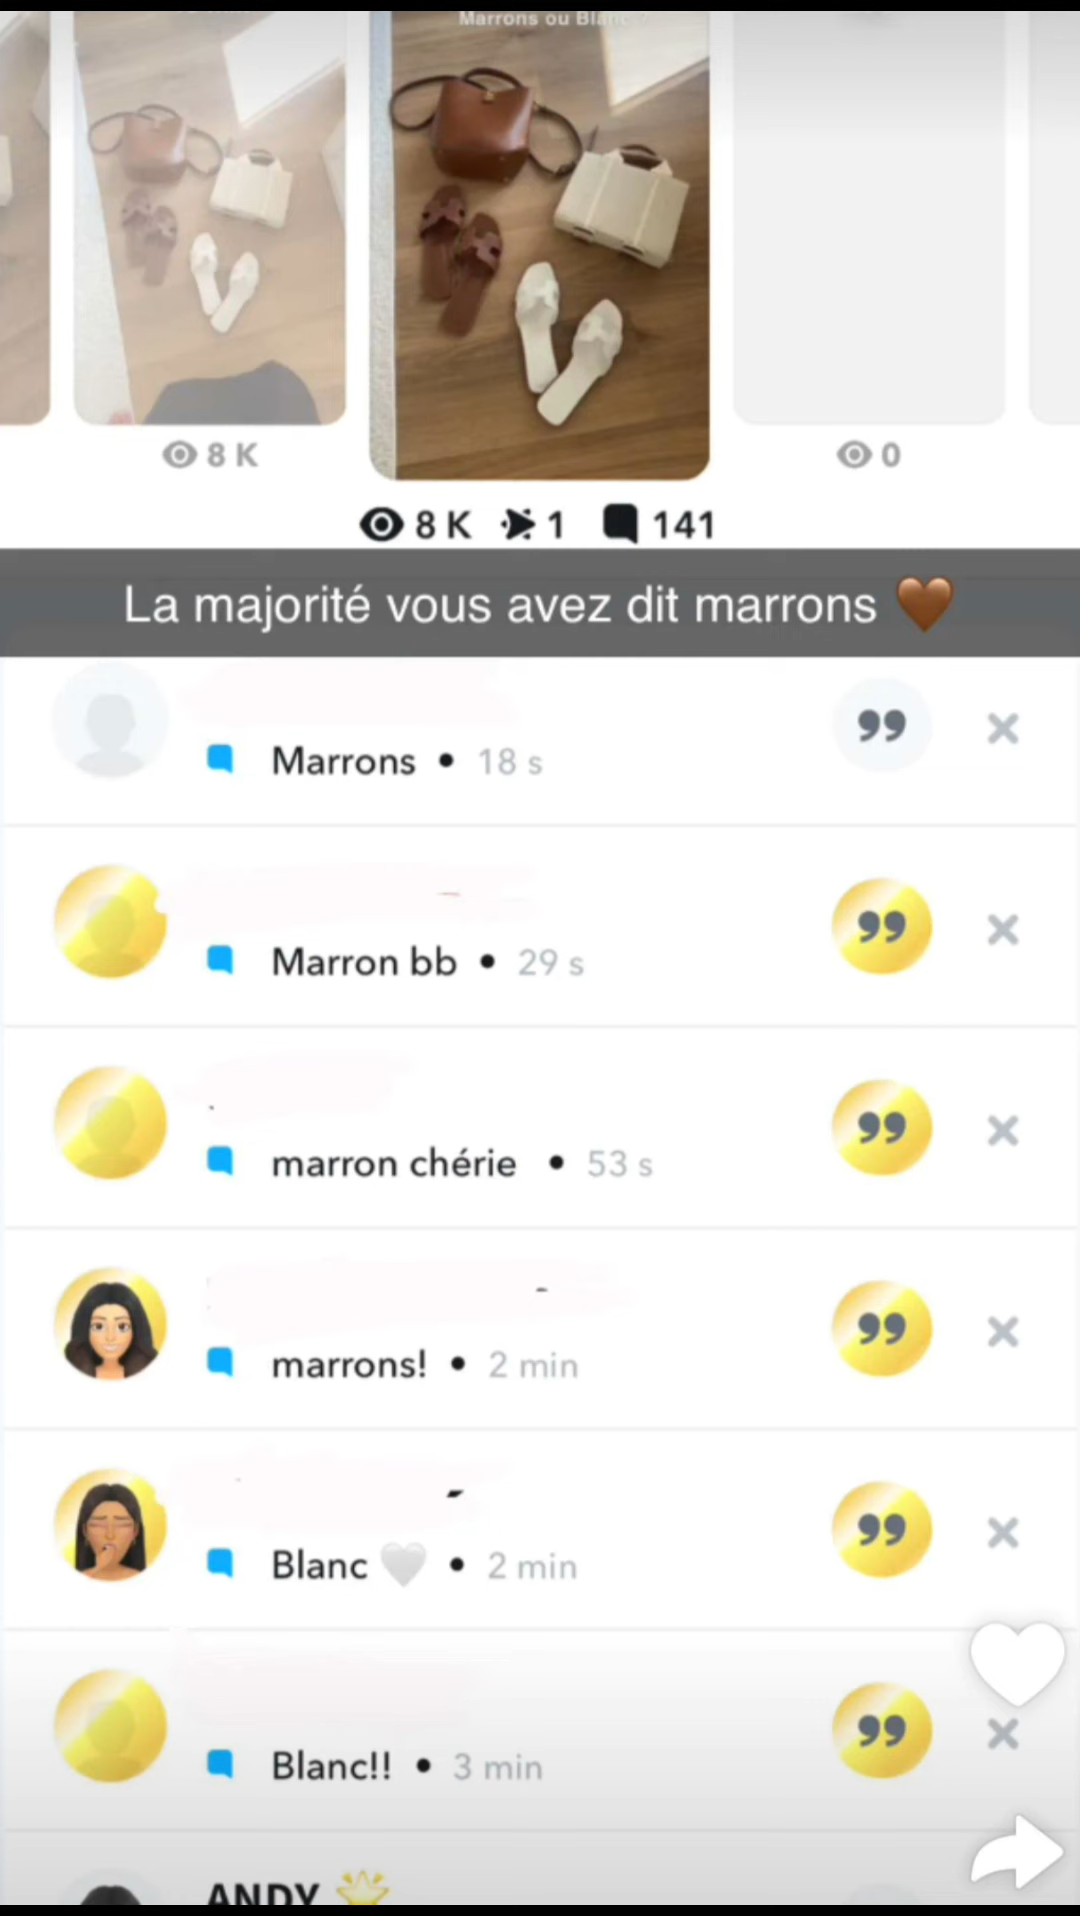 Marrons ou Blanc ?
8 K
0
8 K 1 141
La majorité vous avez dit marrons 🤎
Marrons • 18 s
Marron bb • 29 s
marron chérie • 53 s
marrons! • 2 min
Blanc 🤍 • 2 min
Blanc!! • 3 min
ANDY 🌟